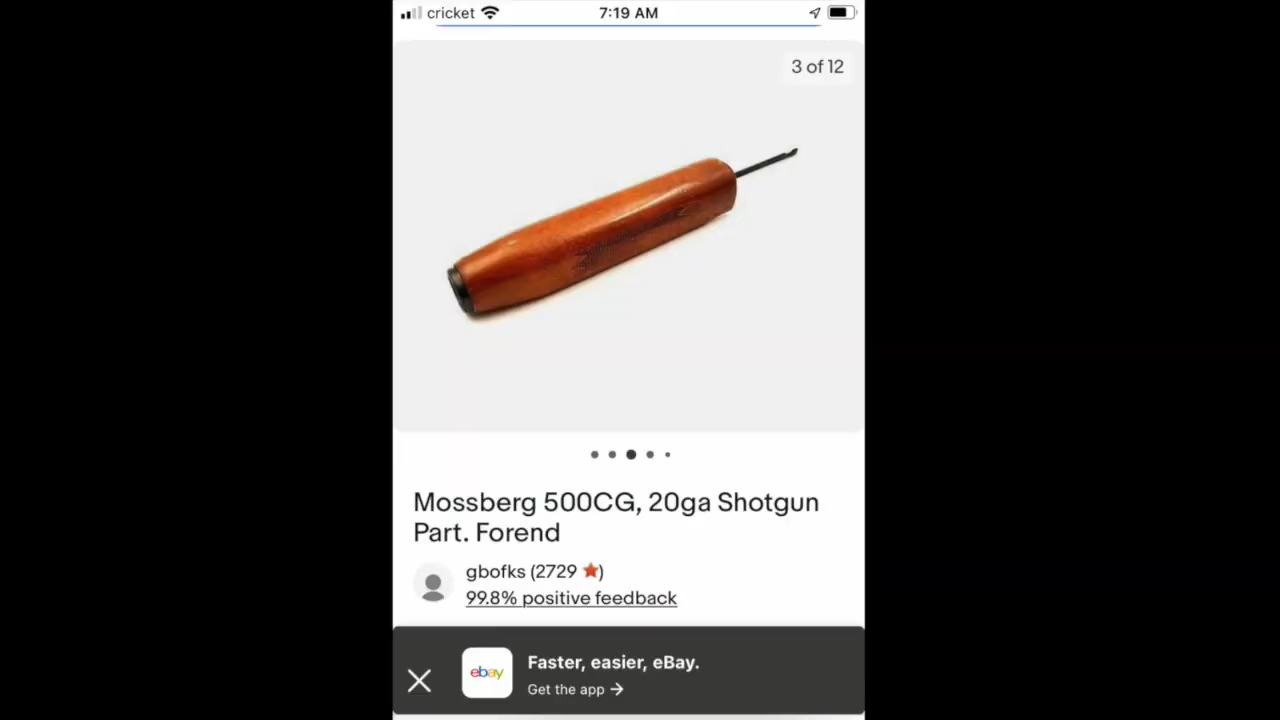 cricket 7:19 AM
3 of 12
Mossberg 500CG, 20ga Shotgun
Part. Forend
gbofks (2729 )
99.8% positive feedback
ebay
Faster, easier, eBay.
Get the app →